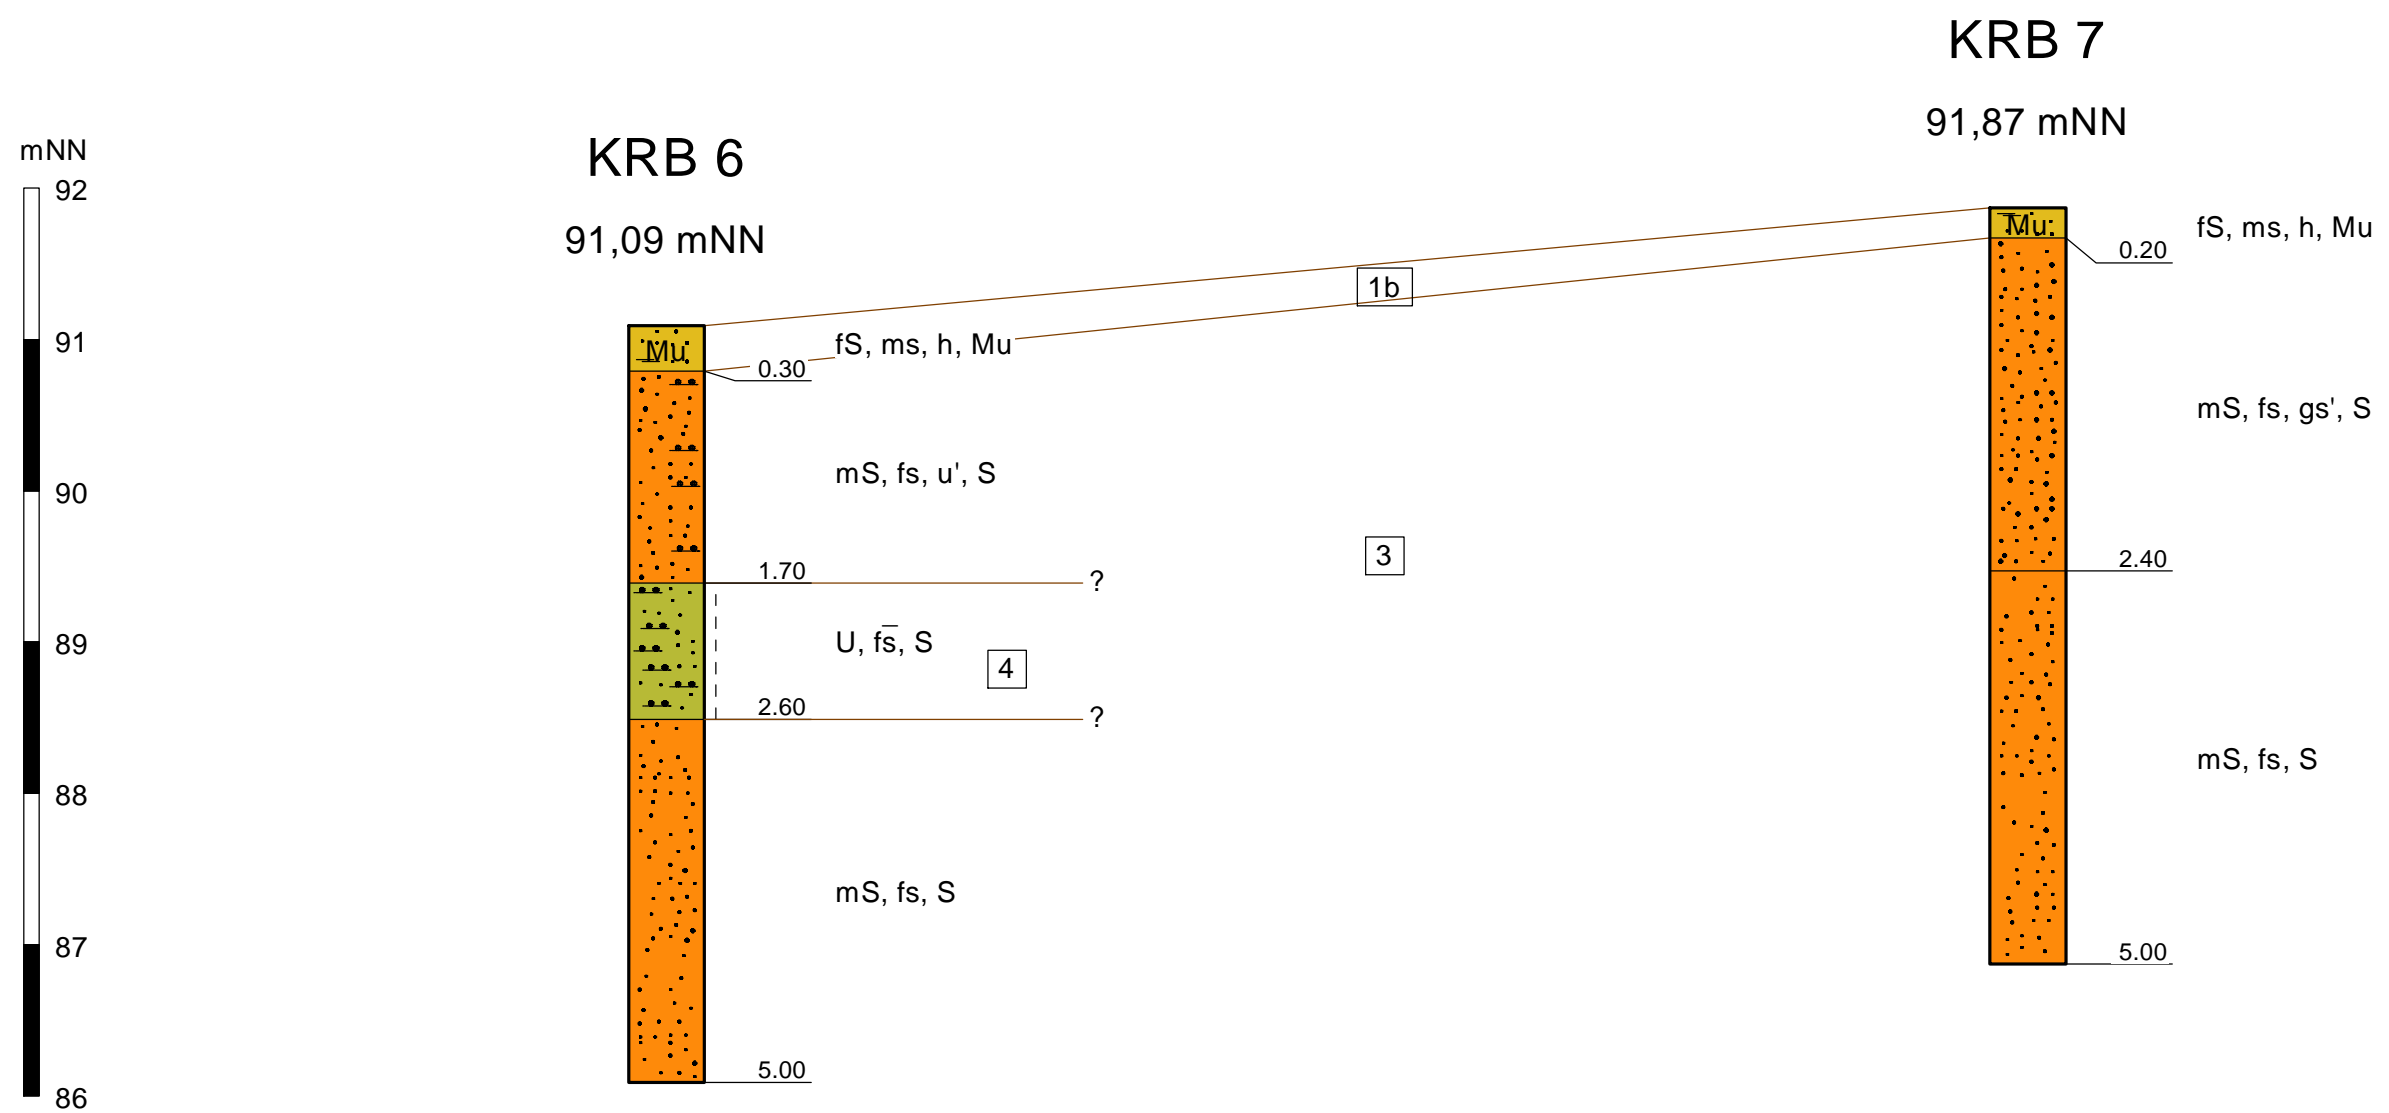 KRB 7
91,87 mNN
KRB 6
91,09 mNN
mNN
92
91
90
89
88
87
86
Mu
fS, ms, h, Mu
0.30
mS, fs, u', S
1.70
?
U, fs̅, S
4
2.60
?
mS, fs, S
5.00
1b
3
Mu
fS, ms, h, Mu
0.20
mS, fs, gs', S
2.40
mS, fs, S
5.00